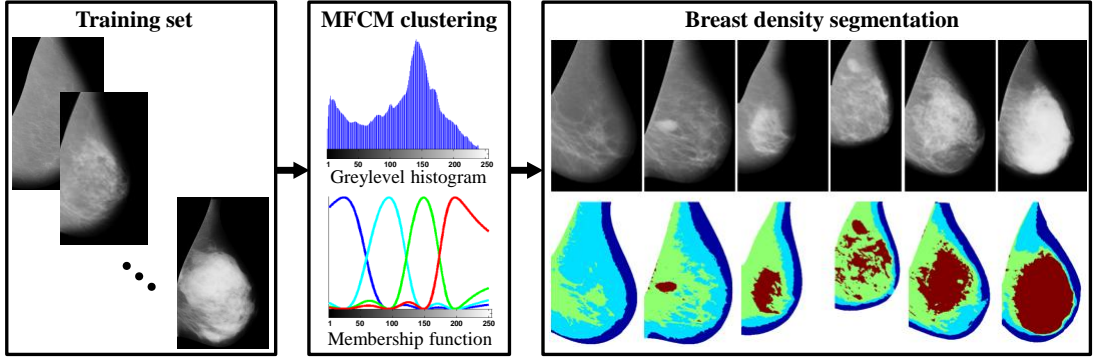 Training set
MFCM clustering
Breast density segmentation
1 50 100 150 200 250
Greylevel histogram
1 50 100 150 200 250
Membership function